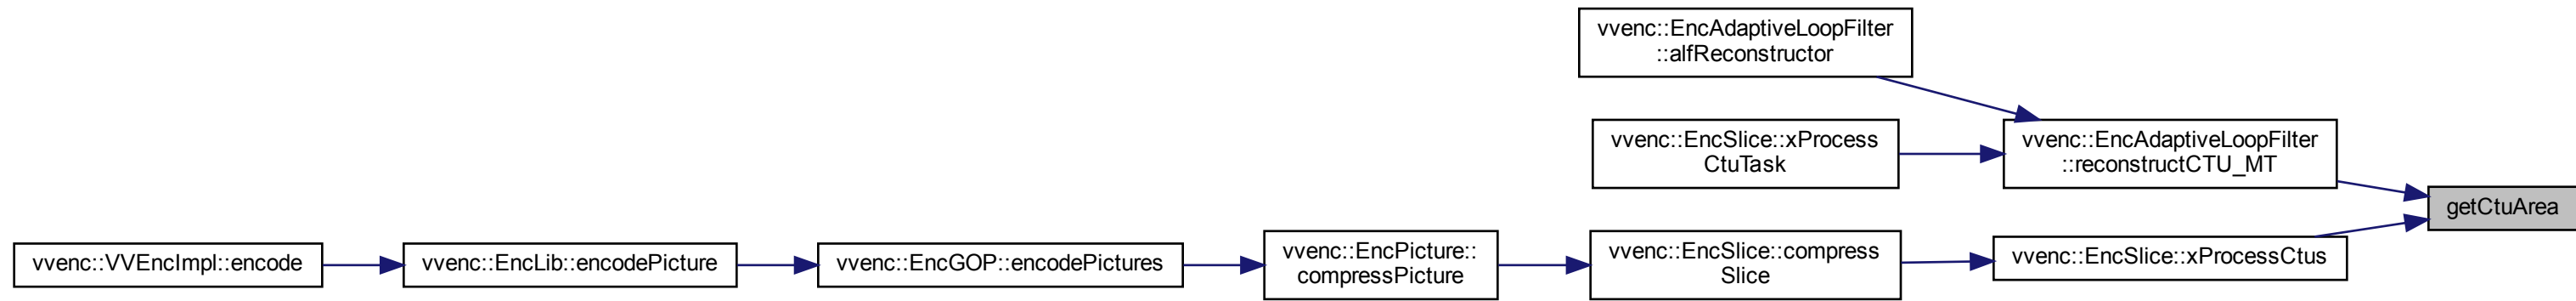 vvenc::EncAdaptiveLoopFilter
::alfReconstructor
vvenc::EncSlice::xProcess
CtuTask
vvenc::EncAdaptiveLoopFilter
::reconstructCTU_MT
getCtuArea
vvenc::VVEncImpl::encode
vvenc::EncLib::encodePicture
vvenc::EncGOP::encodePictures
vvenc::EncPicture::
compressPicture
vvenc::EncSlice::compress
Slice
vvenc::EncSlice::xProcessCtus